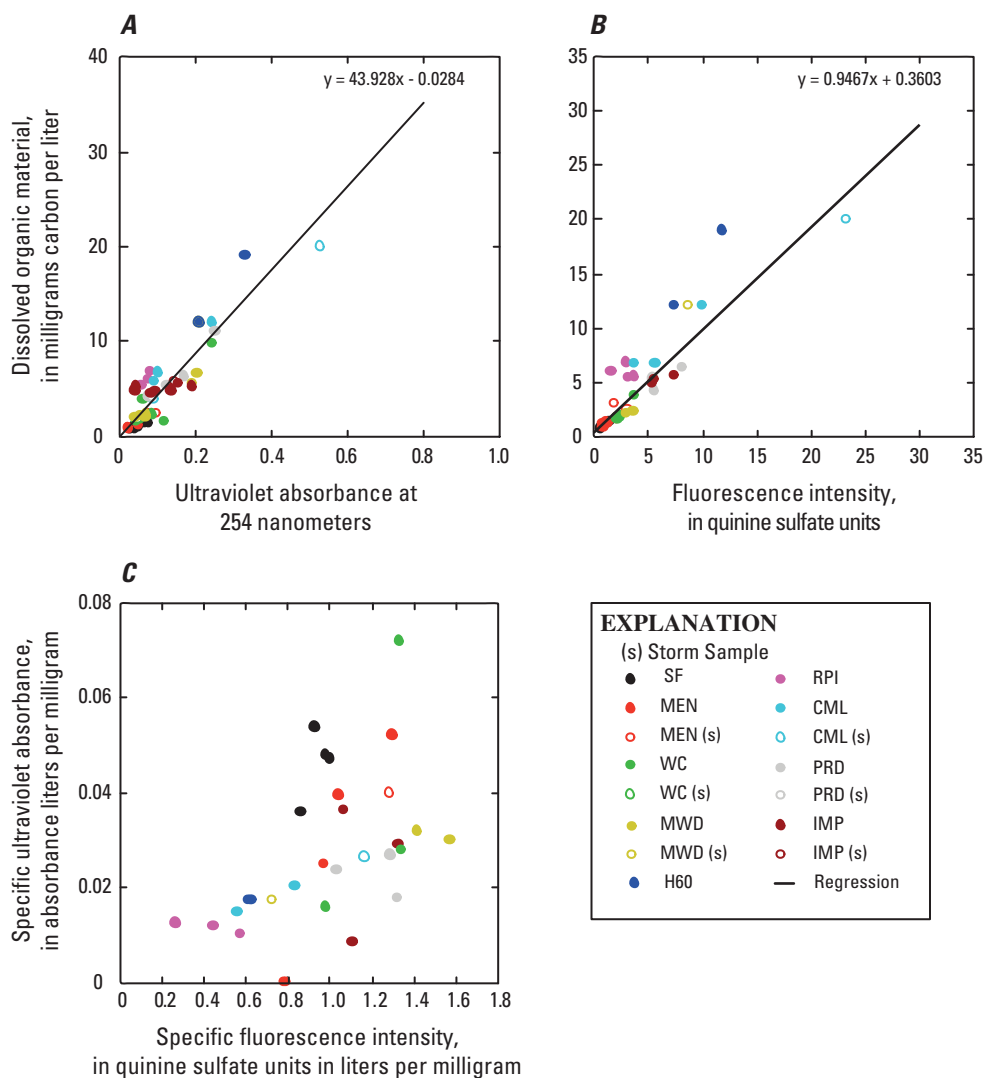 A
B
40
30
20
10
0
0
0.2
0.4
0.6
0.8
1.0
y = 43.928x - 0.0284
Dissolved organic material,
in milligrams carbon per liter
Ultraviolet absorbance at
254 nanometers
40
35
30
25
20
15
10
5
0
0
5
10
15
20
25
30
35
y = 0.9467x + 0.3603
Fluorescence intensity,
in quinine sulfate units
C
0.08
0.06
0.04
0.02
0
0
0.2
0.4
0.6
0.8
1.0
1.2
1.4
1.6
1.8
Specific ultraviolet absorbance,
in absorbance liters per milligram
Specific fluorescence intensity,
in quinine sulfate units in liters per milligram
EXPLANATION
(s) Storm Sample
SF
MEN
MEN (s)
WC
WC (s)
MWD
MWD (s)
H60
RPI
CML
CML (s)
PRD
PRD (s)
IMP
IMP (s)
Regression